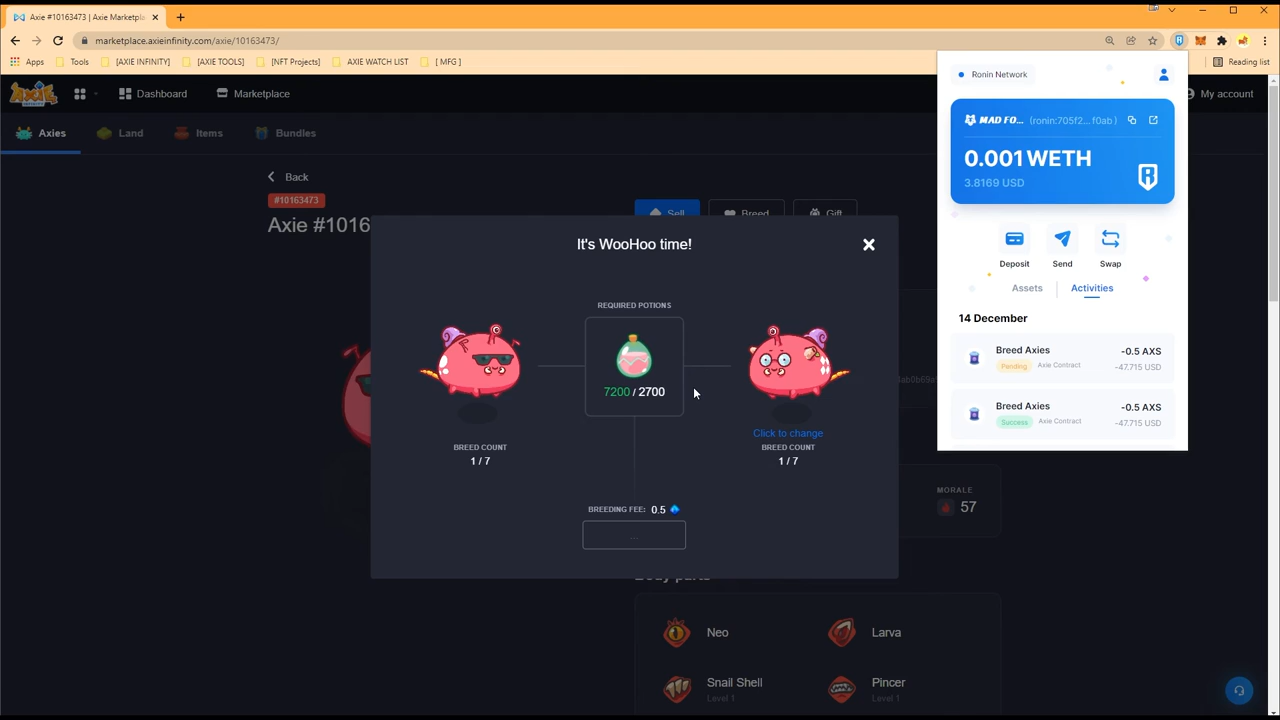 Axie #10163473 | Axie Marketpla
marketplace.axieinfinity.com/axie/10163473/
Apps
Tools
[AXIE INFINITY]
[AXIE TOOLS]
[NFT Projects]
AXIE WATCH LIST
[ MFG ]
Reading list
Dashboard
Marketplace
My account
Axies
Land
Items
Bundles
Back
#10163473
Axie #1016
Sell
Breed
Gift
It's WooHoo time!
REQUIRED POTIONS
7200 / 2700
Click to change
BREED COUNT
1 / 7
BREED COUNT
1 / 7
BREEDING FEE: 0.5
...
MORALE
57
Neo
Larva
Snail Shell
Level 1
Pincer
Level 1
Ronin Network
MAD FO... (ronin:705f2...f0ab )
0.001 WETH
3.8169 USD
Deposit
Send
Swap
Assets
Activities
14 December
Breed Axies
-0.5 AXS
Pending
Axie Contract
-47.715 USD
Breed Axies
-0.5 AXS
Success
Axie Contract
-47.715 USD